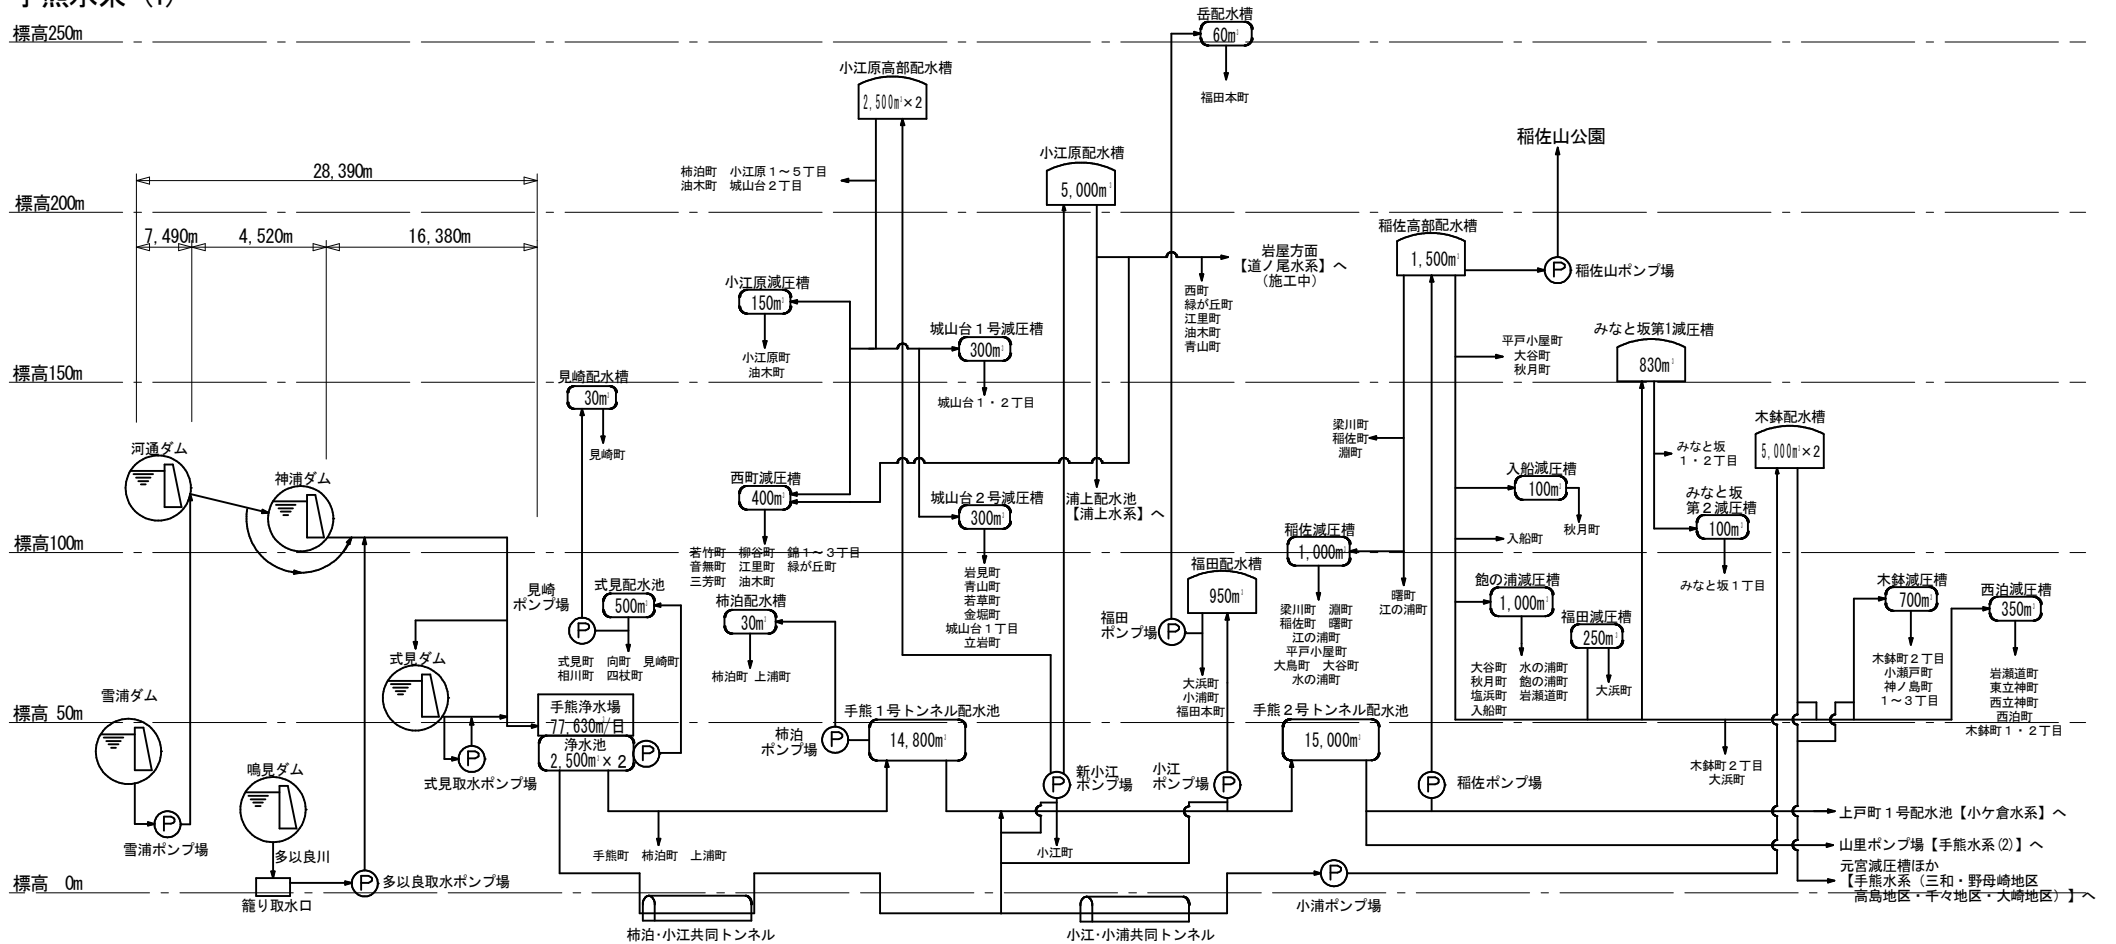 手熊水系 (1)
標高250m
標高200m
標高150m
標高100m
標高 50m
標高 0m
28,390m
7,490m
4,520m
16,380m
河通ダム
神浦ダム
雪浦ダム
雪浦ポンプ場
鳴見ダム
多以良川
籠り取水口
P
多以良取水ポンプ場
式見ダム
式見取水ポンプ場
見崎配水槽
30m³
見崎町
見崎
ポンプ場
式見配水池
500m³
式見町 向町 見崎町
相川町 四杖町
手熊浄水場
77,630m³/日
浄水池
2,500m³×2
手熊町 柿泊町 上浦町
柿泊・小江共同トンネル
小江原高部配水槽
2,500m³×2
柿泊町 小江原1～5丁目
油木町 城山台2丁目
小江原減圧槽
150m³
小江原町
油木町
城山台1号減圧槽
300m³
城山台1・2丁目
西町減圧槽
400m³
若竹町 柳谷町 錦1～3丁目
音無町 江里町 緑が丘町
三芳町 油木町
城山台2号減圧槽
300m³
岩見町
青山町
若草町
金堀町
城山台1丁目
立岩町
柿泊配水槽
30m³
柿泊町 上浦町
柿泊
ポンプ場
手熊1号トンネル配水池
14,800m³
小江原配水槽
5,000m³
岩屋方面
【道ノ尾水系】へ
(施工中)
西町
緑が丘町
江里町
油木町
青山町
浦上配水池
【浦上水系】へ
新小江
ポンプ場
小江町
小江
ポンプ場
小江・小浦共同トンネル
岳配水槽
60m³
福田本町
福田
ポンプ場
福田配水槽
950m³
大浜町
小浦町
福田本町
手熊2号トンネル配水池
15,000m³
小浦ポンプ場
稲佐山公園
稲佐山ポンプ場
稲佐高部配水槽
1,500m³
梁川町
稲佐町
淵町
稲佐減圧槽
1,000m³
梁川町 淵町
稲佐町 曙町
江の浦町
平戸小屋町
大鳥町 大谷町
水の浦町
曙町
江の浦町
稲佐ポンプ場
平戸小屋町
大谷町
秋月町
入船減圧槽
100m³
秋月町
入船町
飽の浦減圧槽
1,000m³
大谷町 水の浦町
秋月町 飽の浦町
塩浜町 岩瀬道町
入船町
福田減圧槽
250m³
大浜町
みなと坂第1減圧槽
830m³
みなと坂
1・2丁目
みなと坂
第2減圧槽
100m³
みなと坂1丁目
木鉢町2丁目
大浜町
木鉢配水槽
5,000m³×2
木鉢減圧槽
700m³
木鉢町2丁目
小瀬戸町
神ノ島町
1～3丁目
西泊減圧槽
350m³
岩瀬道町
東立神町
西立神町
西泊町
木鉢町1・2丁目
上戸町1号配水池【小ケ倉水系】へ
山里ポンプ場【手熊水系(2)】へ
元宮減圧槽ほか
【手熊水系(三和・野母崎地区
高島地区・千々地区・大崎地区)】へ